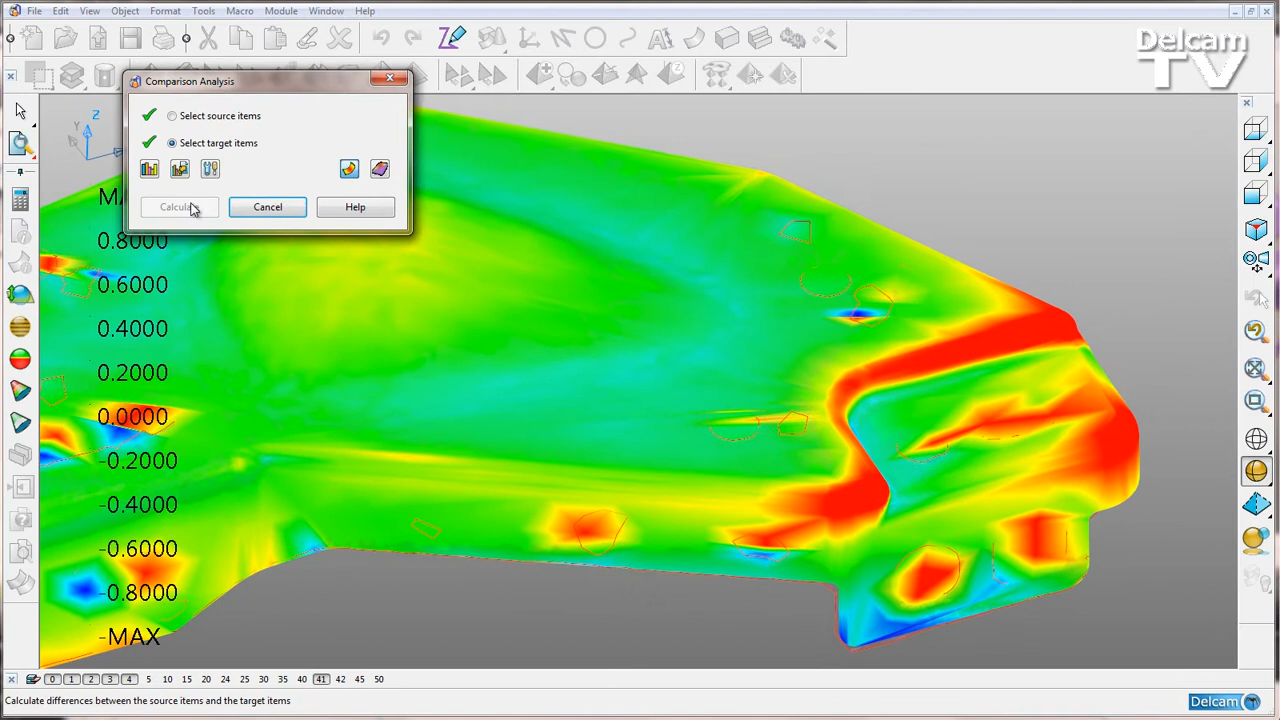 File Edit View Object Format Tools Macro Module Window Help
Delcam
TV
Comparison Analysis
Select source items
Select target items
Cancel Help
Z
Y
0.8000
0.6000
0.4000
0.2000
0.0000
-0.2000
-0.4000
-0.6000
-0.8000
-MAX
0 1 2 3 4 5 10 15 20 25 30 35 40 41 42 45 50
Calculate differences between the source items and the target items
Delcam